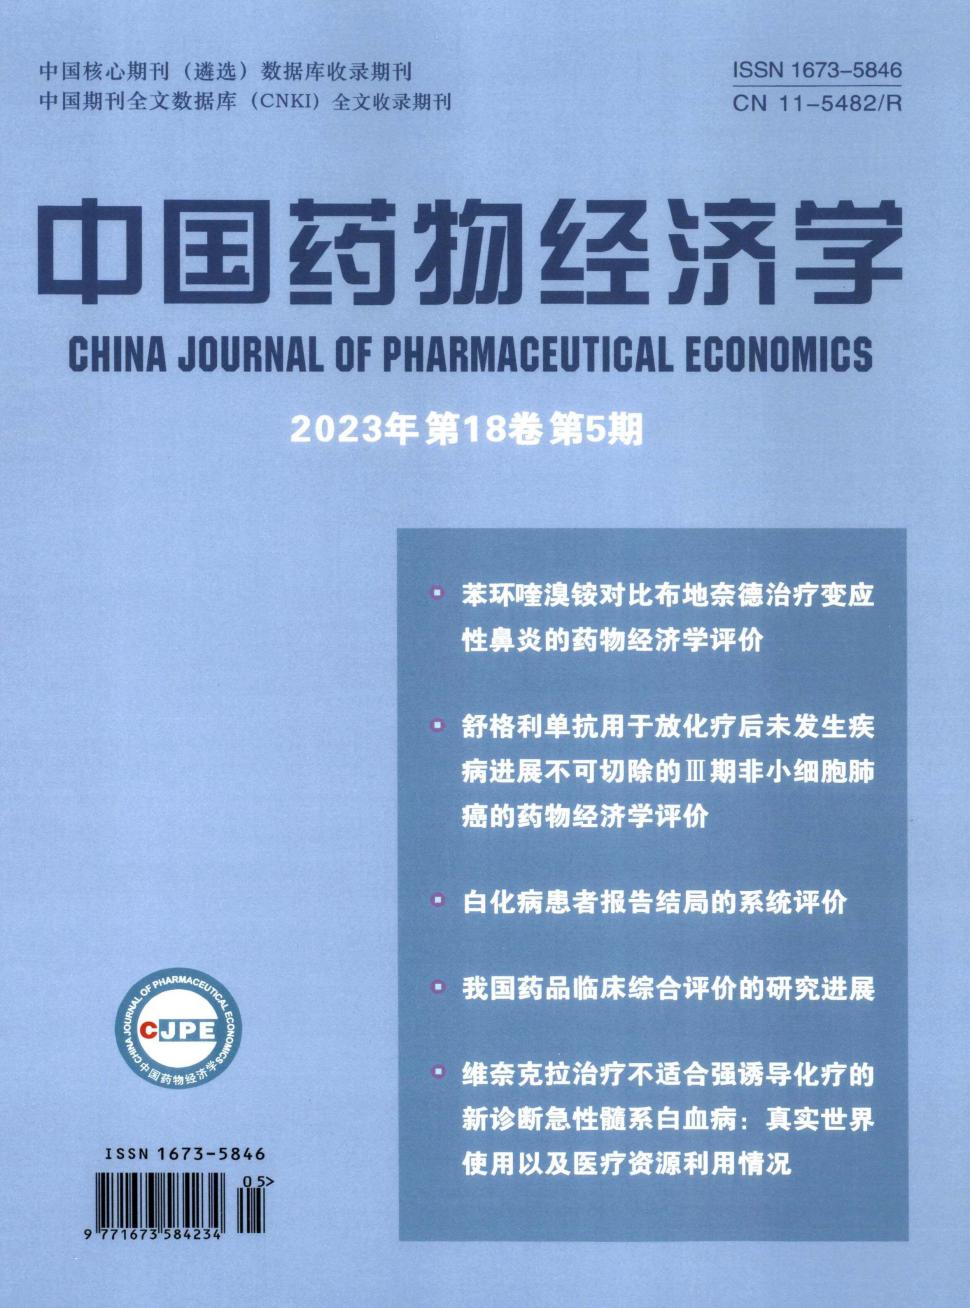 中国核心期刊（遴选）数据库收录期刊
中国期刊全文数据库（CNKI）全文收录期刊
ISSN 1673-5846
CN 11-5482/R
中国药物经济学
CHINA JOURNAL OF PHARMACEUTICAL ECONOMICS
2023年第18卷第5期
苯环喹溴铵对比布地奈德治疗变应
性鼻炎的药物经济学评价
舒格利单抗用于放化疗后未发生疾
病进展不可切除的Ⅲ期非小细胞肺
癌的药物经济学评价
白化病患者报告结局的系统评价
我国药品临床综合评价的研究进展
维奈克拉治疗不适合强诱导化疗的
新诊断急性髓系白血病：真实世界
使用以及医疗资源利用情况
CHINA JOURNAL OF PHARMACEUTICAL ECONOMICS
CJPE
中国药物经济学
ISSN 1673-5846
05>
9 771673 584234